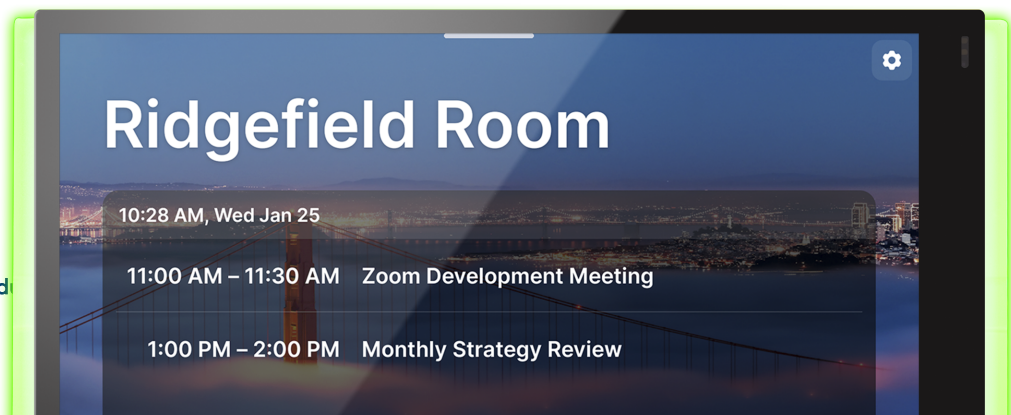 Ridgefield Room
10:28 AM, Wed Jan 25
11:00 AM – 11:30 AM Zoom Development Meeting
1:00 PM – 2:00 PM Monthly Strategy Review